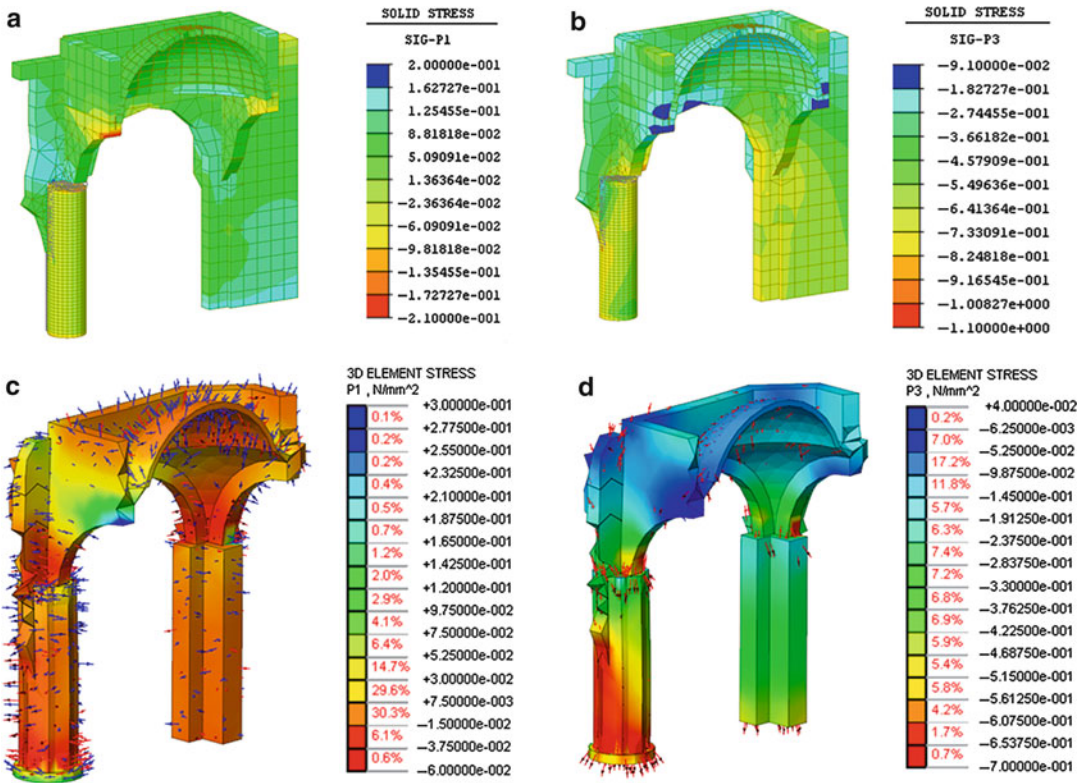 a
SOLID STRESS
SIG-P1
2.00000e-001
1.62727e-001
1.25455e-001
8.81818e-002
5.09091e-002
1.36364e-002
−2.36364e-002
−6.09091e-002
−9.81818e-002
−1.35455e-001
−1.72727e-001
−2.10000e-001
b
SOLID STRESS
SIG-P3
−9.10000e-002
−1.82727e-001
−2.74455e-001
−3.66182e-001
−4.57909e-001
−5.49636e-001
−6.41364e-001
−7.33091e-001
−8.24818e-001
−9.16545e-001
−1.00827e+000
−1.10000e+000
c
3D ELEMENT STRESS
P1 , N/mm^2
+3.00000e-001
0.1%
+2.77500e-001
0.2%
+2.55000e-001
0.2%
+2.32500e-001
0.4%
+2.10000e-001
0.5%
+1.87500e-001
0.7%
+1.65000e-001
1.2%
+1.42500e-001
2.0%
+1.20000e-001
2.9%
+9.75000e-002
4.1%
+7.50000e-002
6.4%
+5.25000e-002
14.7%
+3.00000e-002
29.6%
+7.50000e-003
30.3%
−1.50000e-002
6.1%
−3.75000e-002
0.6%
−6.00000e-002
d
3D ELEMENT STRESS
P3 , N/mm^2
+4.00000e-002
0.2%
−6.25000e-003
7.0%
−5.25000e-002
17.2%
−9.87500e-002
11.8%
−1.45000e-001
5.7%
−1.91250e-001
6.3%
−2.37500e-001
7.4%
−2.83750e-001
7.2%
−3.30000e-001
6.8%
−3.76250e-001
6.9%
−4.22500e-001
5.9%
−4.68750e-001
5.4%
−5.15000e-001
5.8%
−5.61250e-001
4.2%
−6.07500e-001
1.7%
−6.53750e-001
0.7%
−7.00000e-001